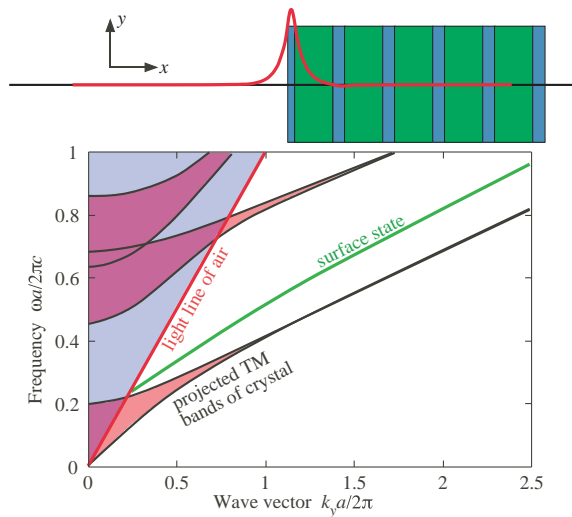 y
x
1
0.8
0.6
0.4
0.2
0
Frequency ωa/2πc
light line of air
surface state
projected TM
bands of crystal
0
0.5
1
1.5
2
2.5
Wave vector k_y a/2π